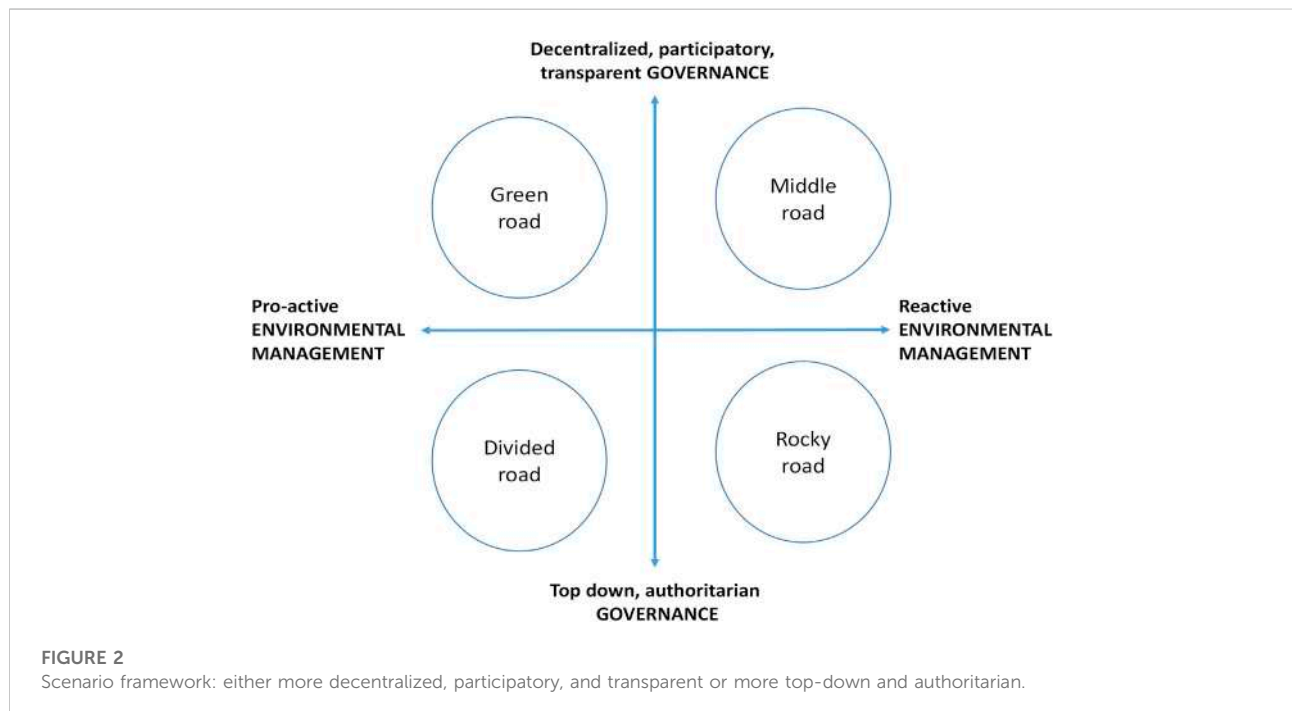 Decentralized, participatory,
transparent GOVERNANCE
Green
road
Middle
road
Pro-active
ENVIRONMENTAL
MANAGEMENT
Reactive
ENVIRONMENTAL
MANAGEMENT
Divided
road
Rocky
road
Top down, authoritarian
GOVERNANCE
FIGURE 2
Scenario framework: either more decentralized, participatory, and transparent or more top-down and authoritarian.